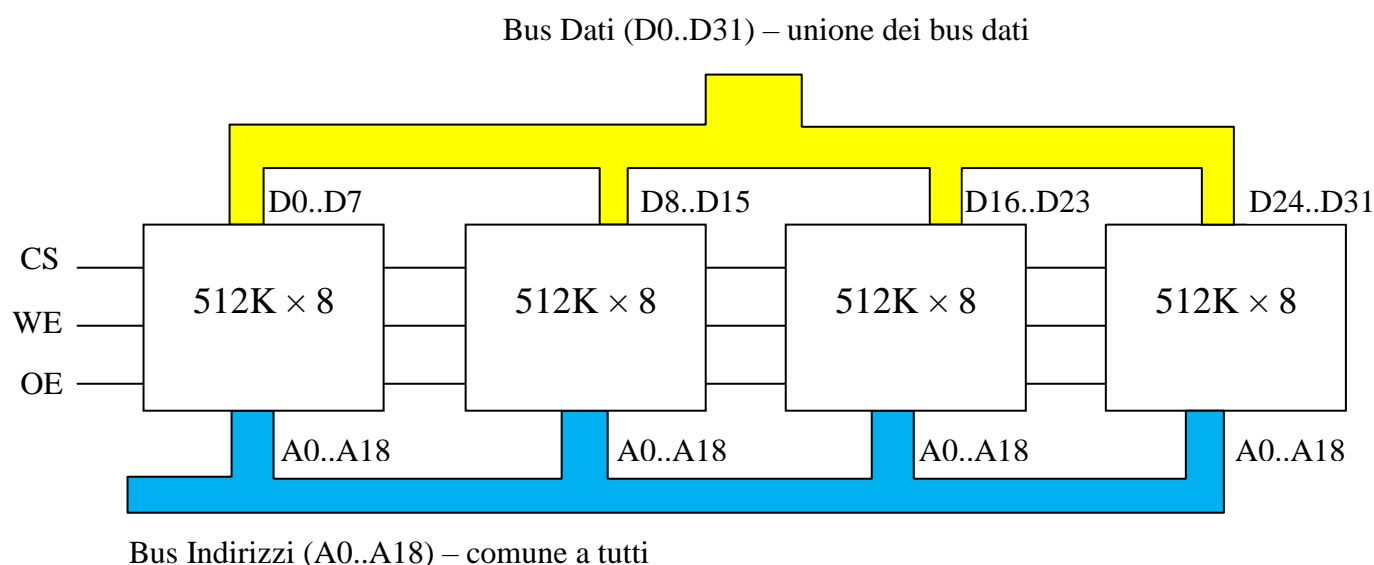 Bus Dati (D0..D31) – unione dei bus dati
D0..D7 D8..D15 D16..D23 D24..D31
CS
512K × 8 512K × 8 512K × 8 512K × 8
WE
OE
A0..A18 A0..A18 A0..A18 A0..A18
Bus Indirizzi (A0..A18) – comune a tutti